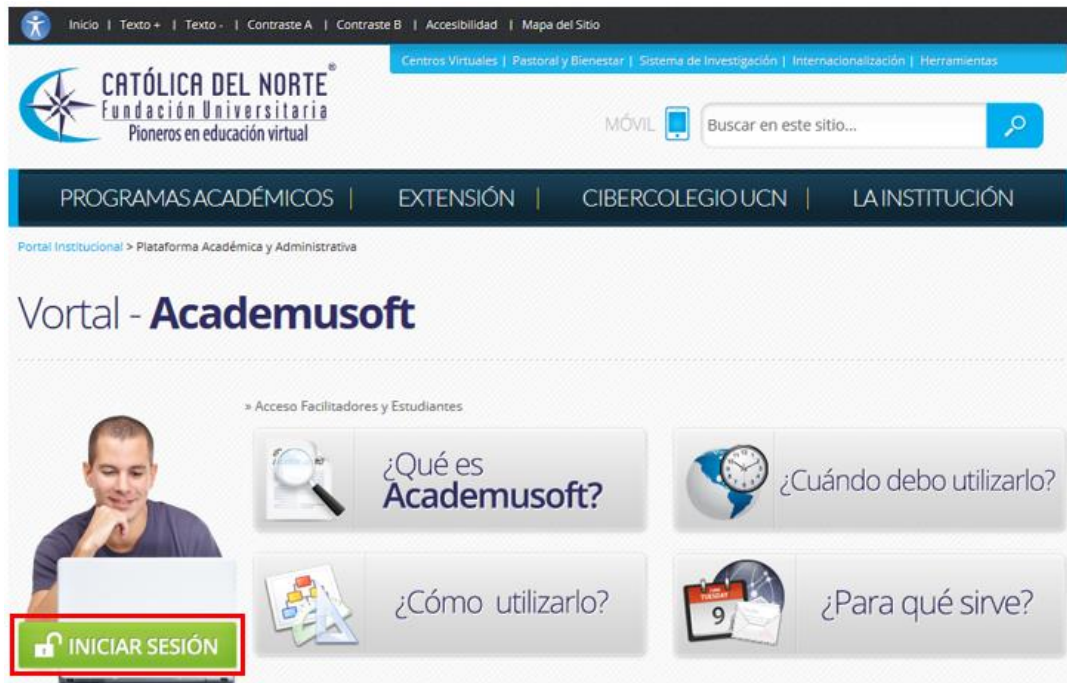 Inicio | Texto + | Texto - | Contraste A | Contraste B | Accesibilidad | Mapa del Sitio
Centros Virtuales | Pastoral y Bienestar | Sistema de Investigación | Internacionalización | Herramientas
CATÓLICA DEL NORTE®
Fundación Universitaria
Pioneros en educación virtual
MÓVIL
Buscar en este sitio...
PROGRAMAS ACADÉMICOS | EXTENSIÓN | CIBERCOLEGIO UCN | LA INSTITUCIÓN
Portal Institucional > Plataforma Académica y Administrativa
Vortal - Academusoft
» Acceso Facilitadores y Estudiantes
¿Qué es
Academusoft?
¿Cuándo debo utilizarlo?
¿Cómo utilizarlo?
TUESDAY
9
¿Para qué sirve?
INICIAR SESIÓN